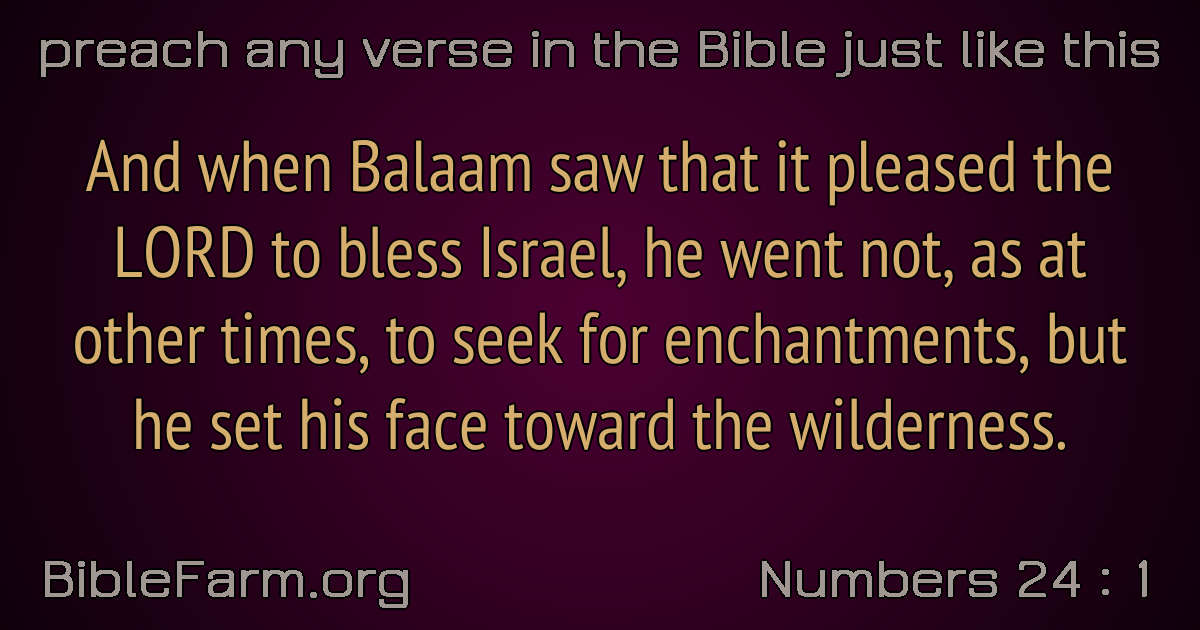 preach any verse in the Bible just like this
And when Balaam saw that it pleased the
LORD to bless Israel, he went not, as at
other times, to seek for enchantments, but
he set his face toward the wilderness.
BibleFarm.org
Numbers 24 : 1